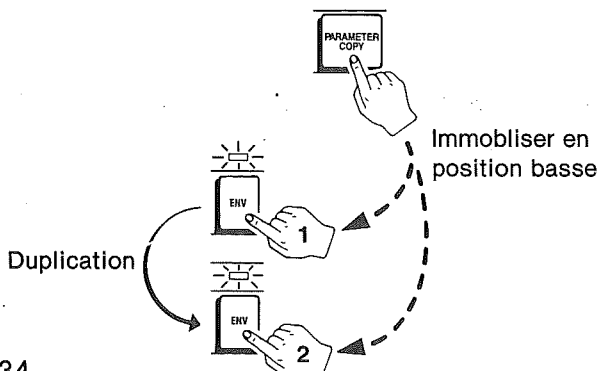 PARAMETER
COPY
Immobliser en
position basse
ENV
1
Duplication
ENV
2
34